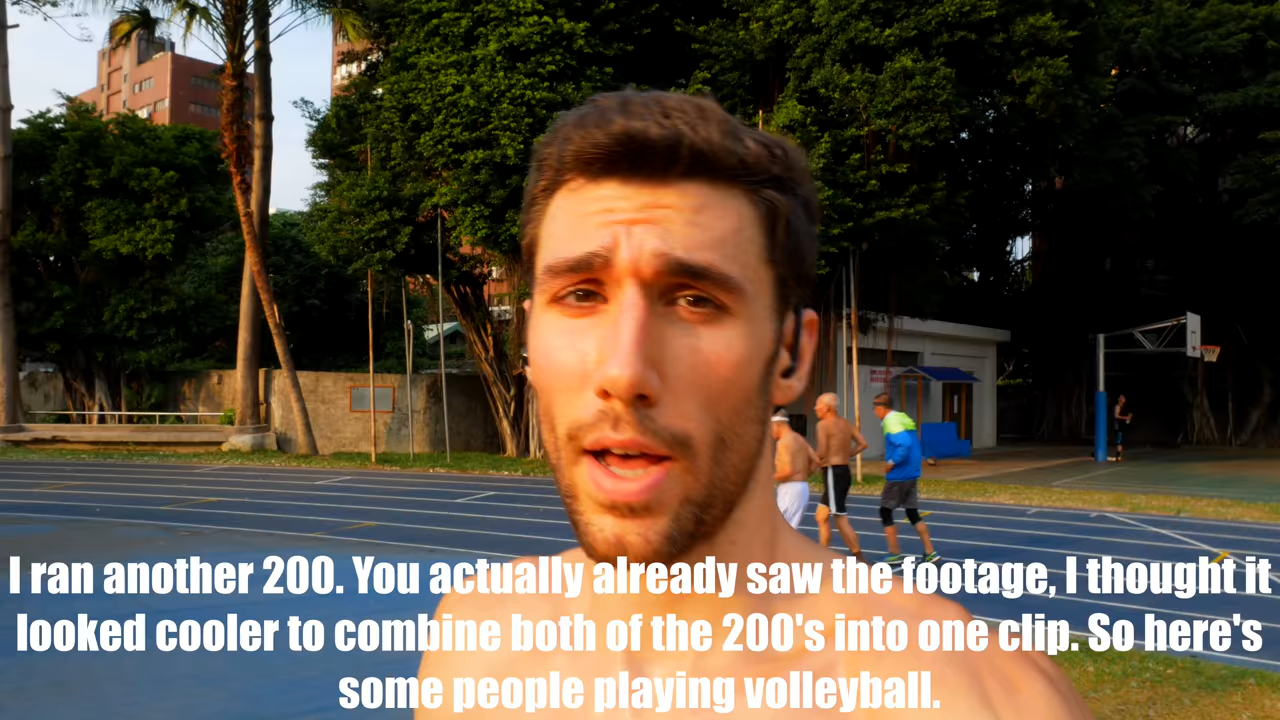 I ran another 200. You actually already saw the footage, I thought it
looked cooler to combine both of the 200's into one clip. So here's
some people playing volleyball.